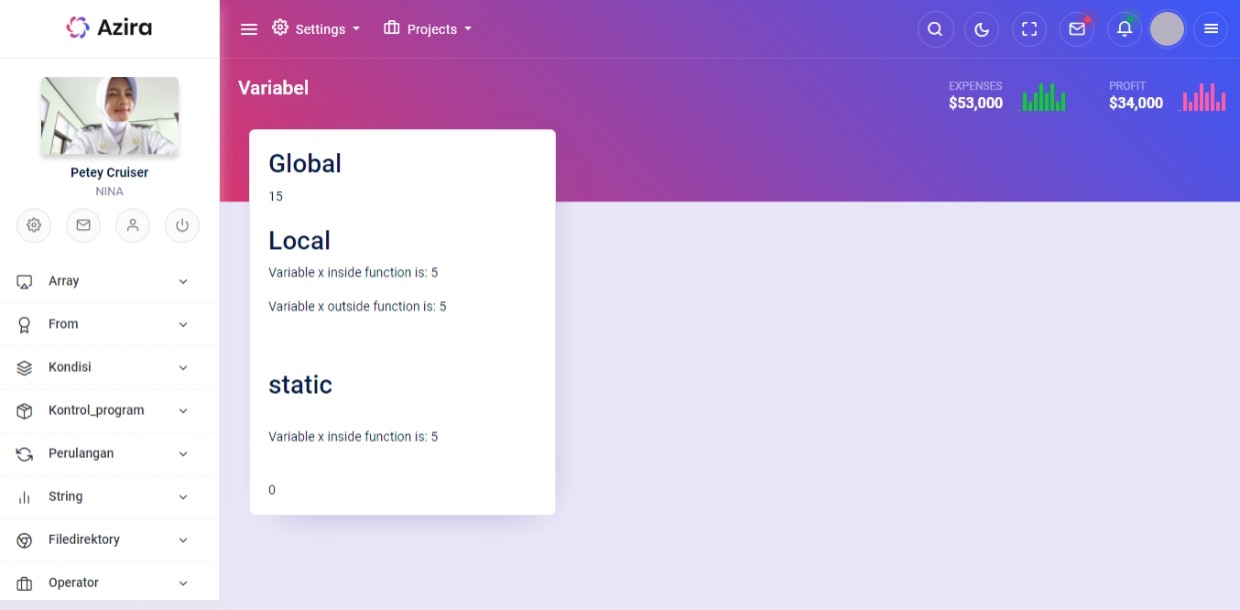 Azira
Settings
Projects
Variabel
EXPENSES
$53,000
PROFIT
$34,000
Petey Cruiser
NINA
Array
From
Kondisi
Kontrol_program
Perulangan
String
Filedirektory
Operator
Global
15
Local
Variable x inside function is: 5
Variable x outside function is: 5
static
Variable x inside function is: 5
0